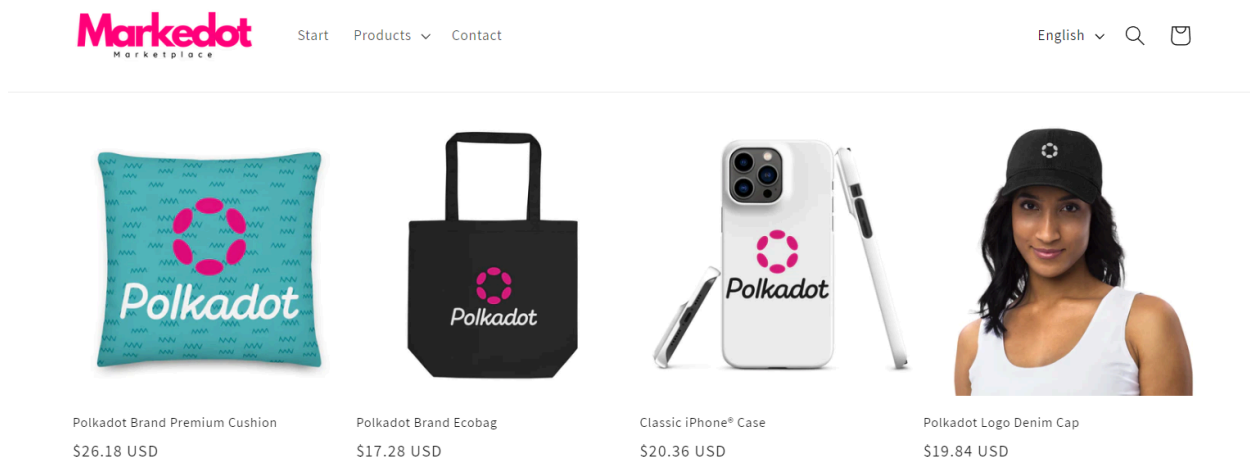 Markedot
Marketplace
Start Products Contact
English
Polkadot
Polkadot
Polkadot
Polkadot Brand Premium Cushion
$26.18 USD
Polkadot Brand Ecobag
$17.28 USD
Classic iPhone® Case
$20.36 USD
Polkadot Logo Denim Cap
$19.84 USD